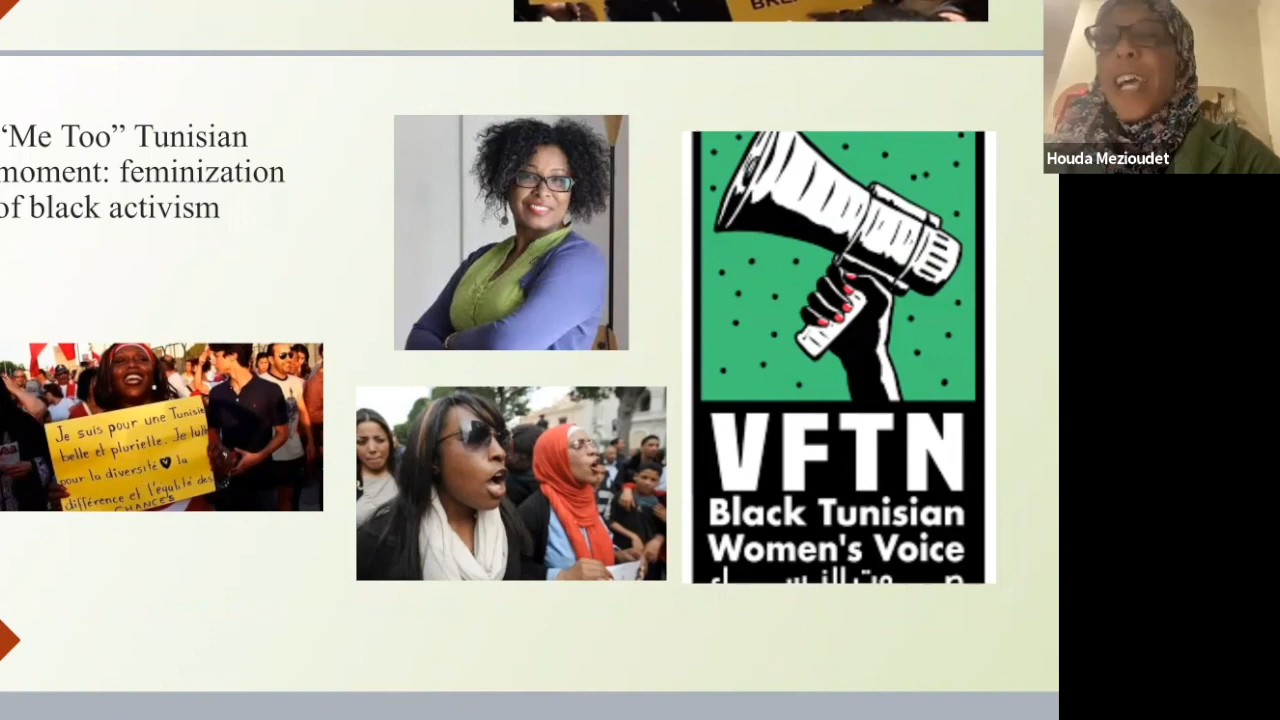 Houda Mezioudet
“Me Too” Tunisian
moment: feminization
of black activism
Je suis pour une Tunisie
belle et plurielle. Je lutte
pour la diversité la
différence et l'égalité des
CHANCES
VFTN
Black Tunisian
Women's Voice